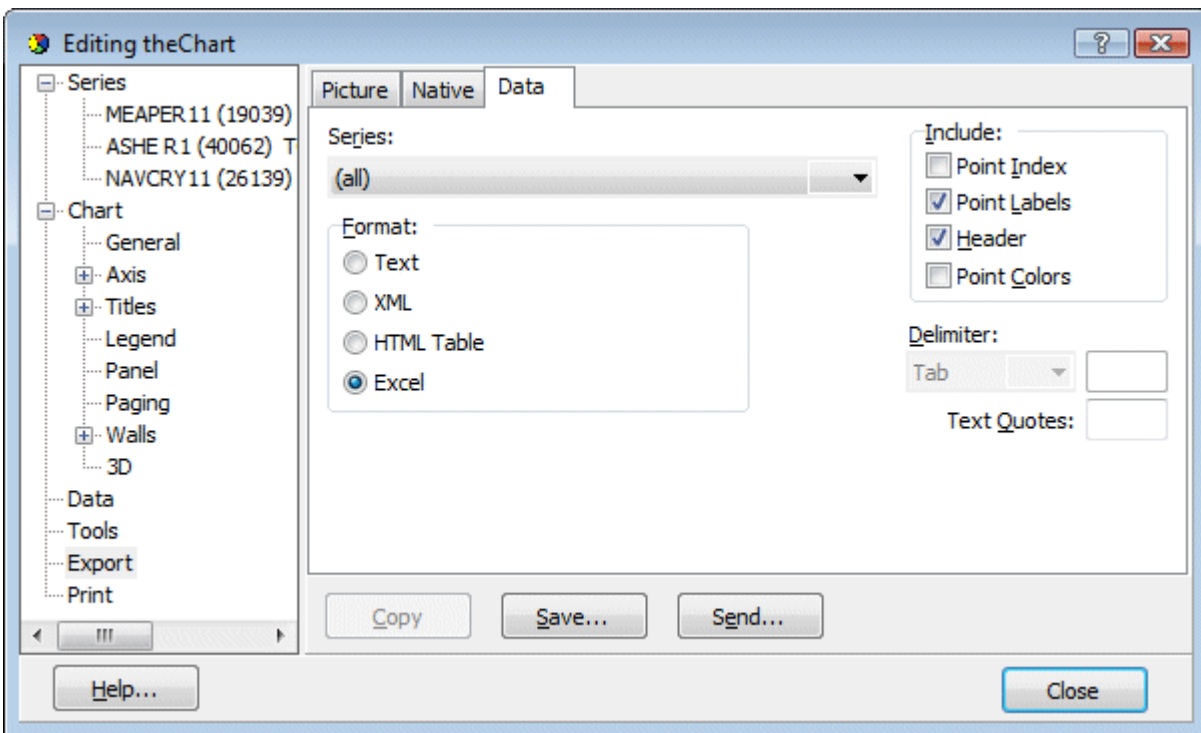 Editing theChart
Series
MEAPER11 (19039)
ASHE R1 (40062) T
NAVCRY11 (26139)
Chart
General
Axis
Titles
Legend
Panel
Paging
Walls
3D
Data
Tools
Export
Print
Picture
Native
Data
Series:
(all)
Format:
Text
XML
HTML Table
Excel
Include:
Point Index
Point Labels
Header
Point Colors
Delimiter:
Tab
Text Quotes:
Copy
Save...
Send...
Help...
Close